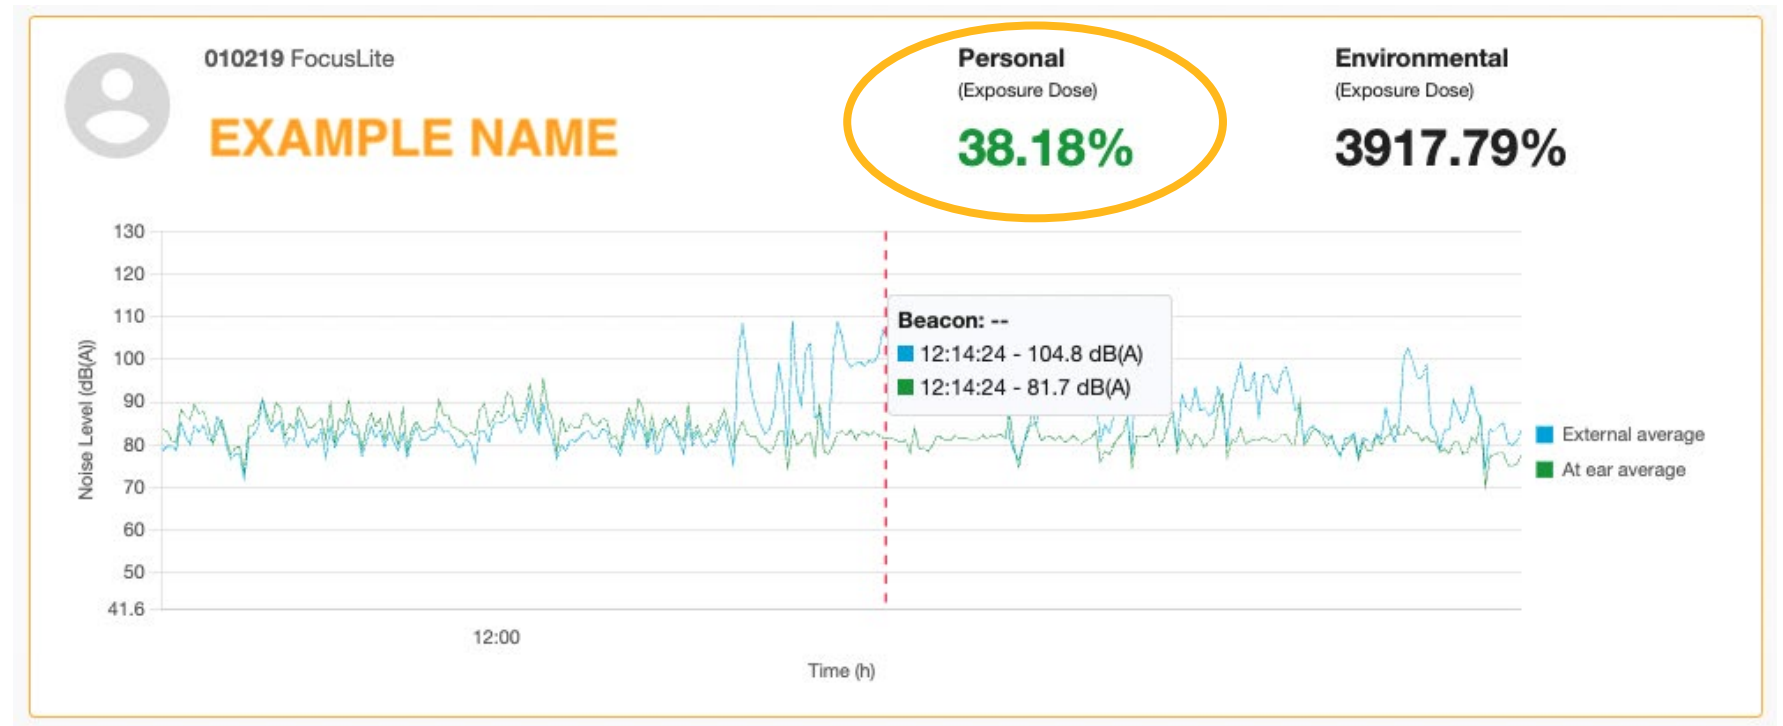 010219 FocusLite
EXAMPLE NAME
Personal
(Exposure Dose)
38.18%
Environmental
(Exposure Dose)
3917.79%
Noise Level (dB(A))
130
120
110
100
90
80
70
60
50
41.6
Beacon: --
12:14:24 - 104.8 dB(A)
12:14:24 - 81.7 dB(A)
External average
At ear average
12:00
Time (h)